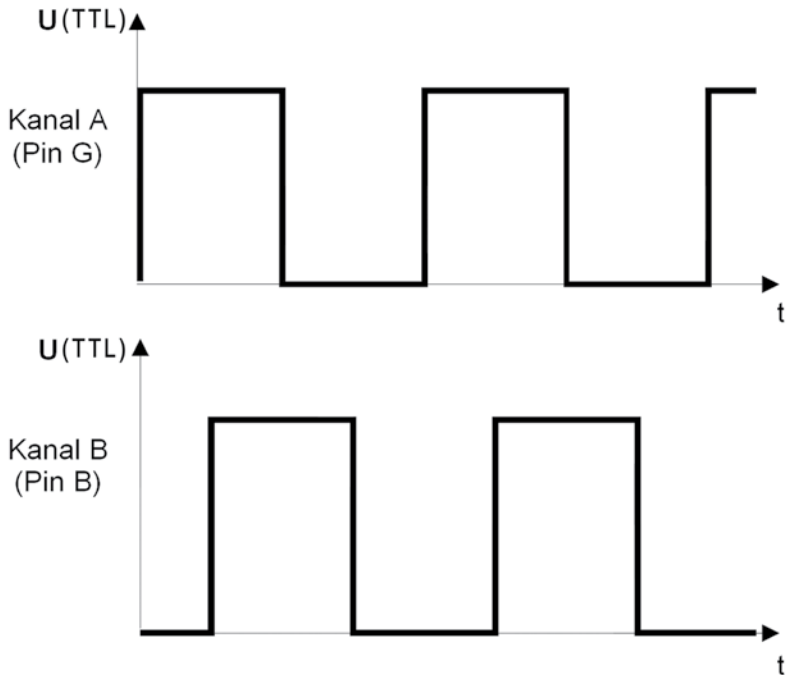 U(TTL)
Kanal A
(Pin G)
t
U(TTL)
Kanal B
(Pin B)
t